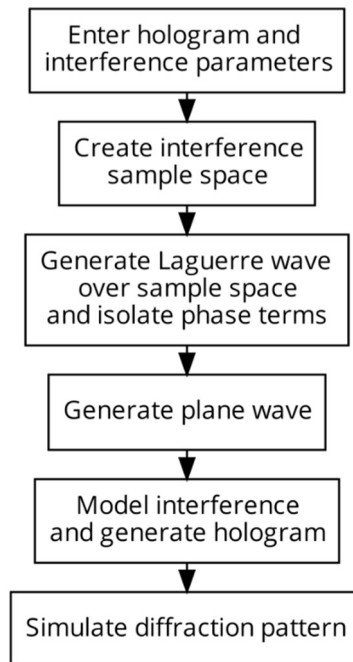 Enter hologram and
interference parameters
Create interference
sample space
Generate Laguerre wave
over sample space
and isolate phase terms
Generate plane wave
Model interference
and generate hologram
Simulate diffraction pattern